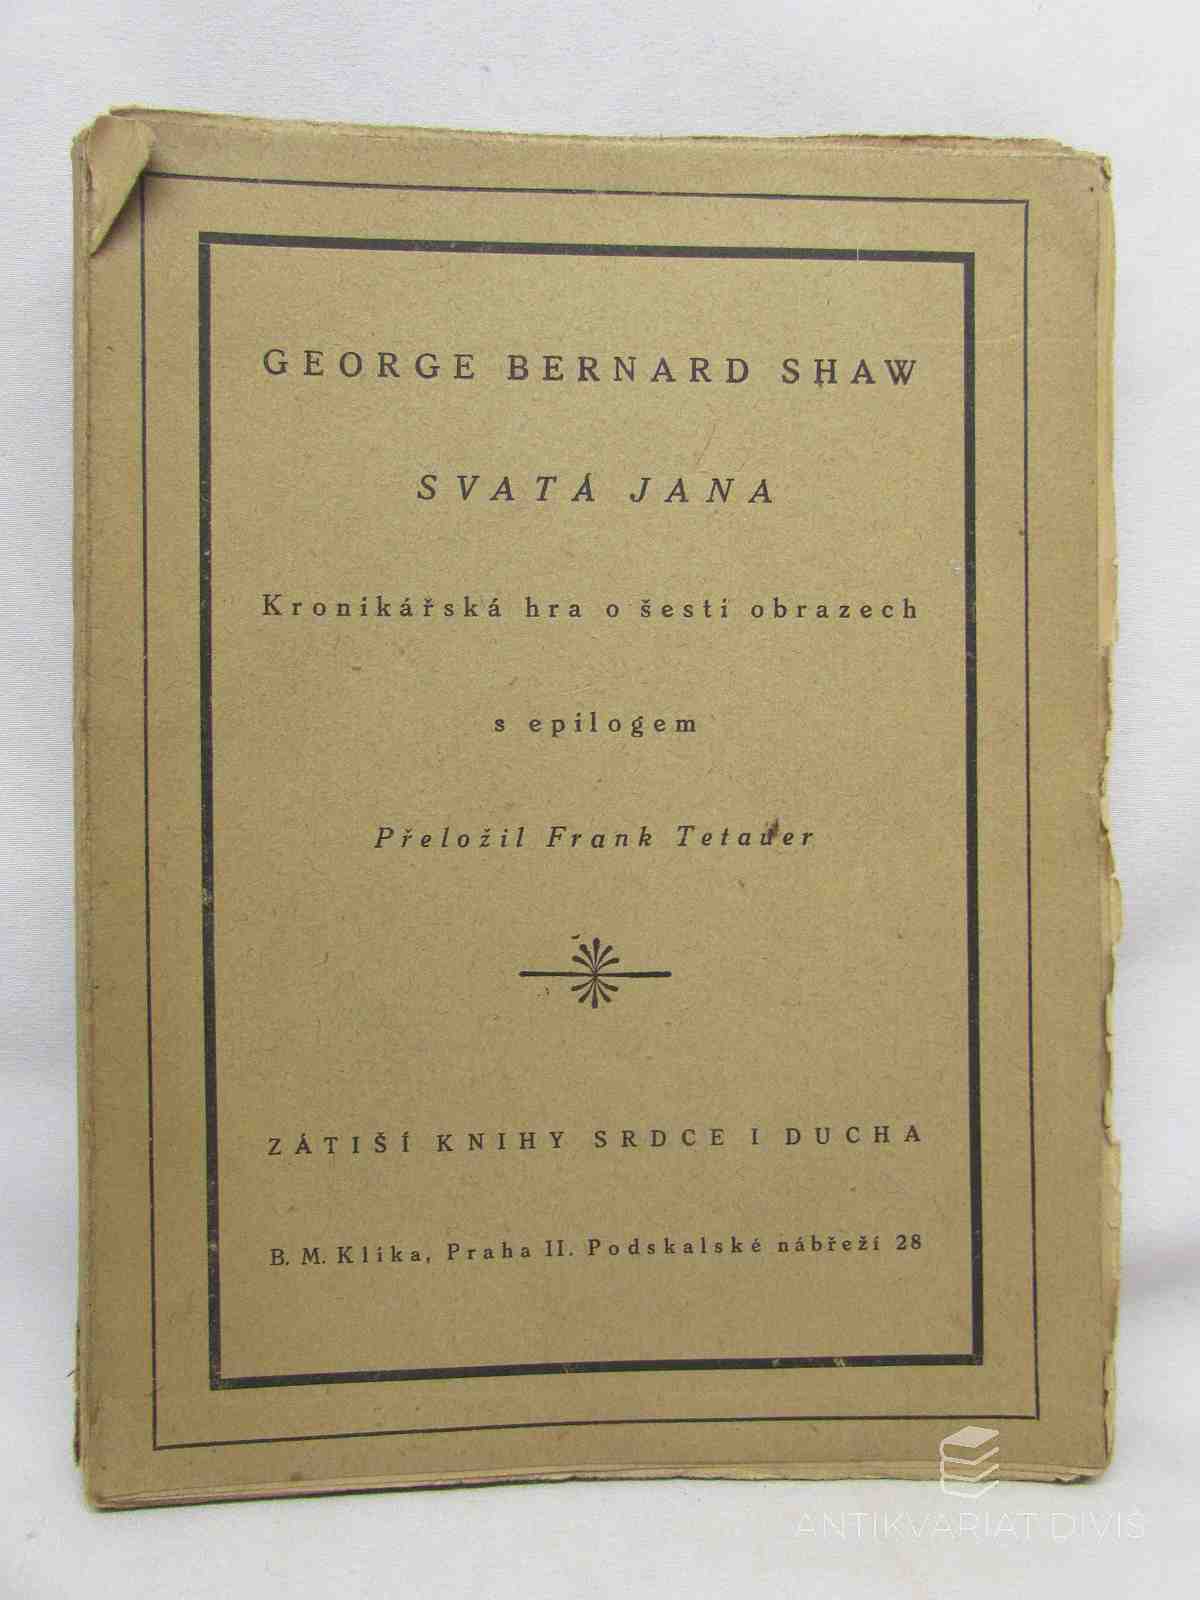 GEORGE BERNARD SHAW
SVATÁ JANA
Kronikářská hra o šesti obrazech
s epilogem
Přeložil Frank Tetauer
ZÁTIŠÍ KNIHY SRDCE I DUCHA
B. M. Klika, Praha II. Podskalské nábřeží 28
ANTIKVARIÁT DIVIŠ